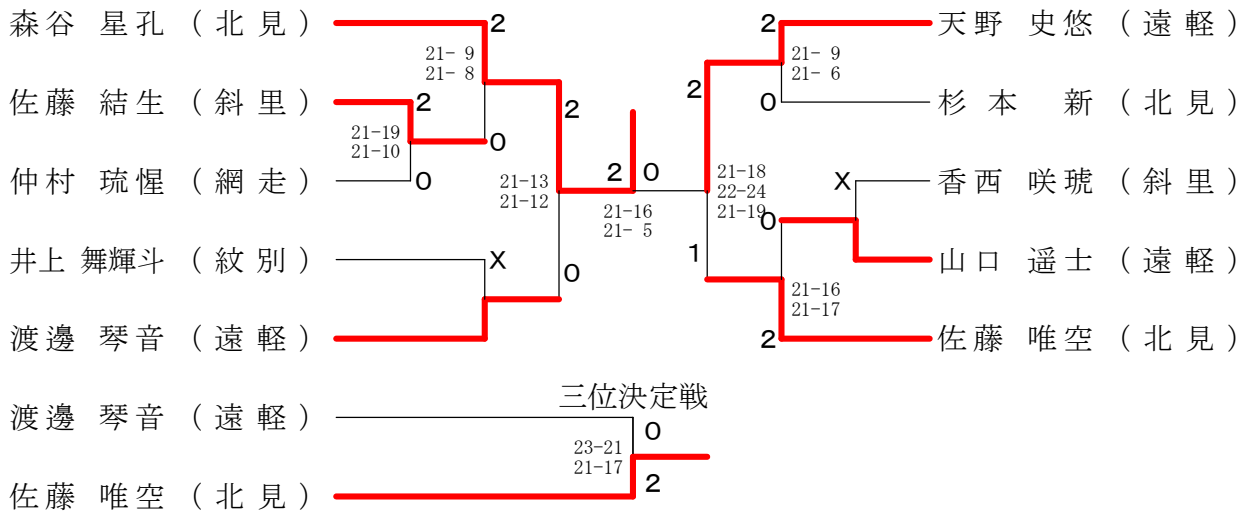 森谷 星孔 (北見)
2
21- 9
21- 8
佐藤 結生 (斜里)
2
21-19
21-10
0
仲村 琉惺 (網走)
0
2
21-13
21-12
井上 舞輝斗 (紋別)
X
0
渡邊 琴音 (遠軽)
2 0
21-16
21- 5
2
天野 史悠 (遠軽)
21- 9
21- 6
2
0
杉本 新 (北見)
21-18
22-24
21-19
X
香西 咲琥 (斜里)
0
山口 遥士 (遠軽)
1
21-16
21-17
2
佐藤 唯空 (北見)
三位決定戦
渡邊 琴音 (遠軽)
0
23-21
21-17
2
佐藤 唯空 (北見)